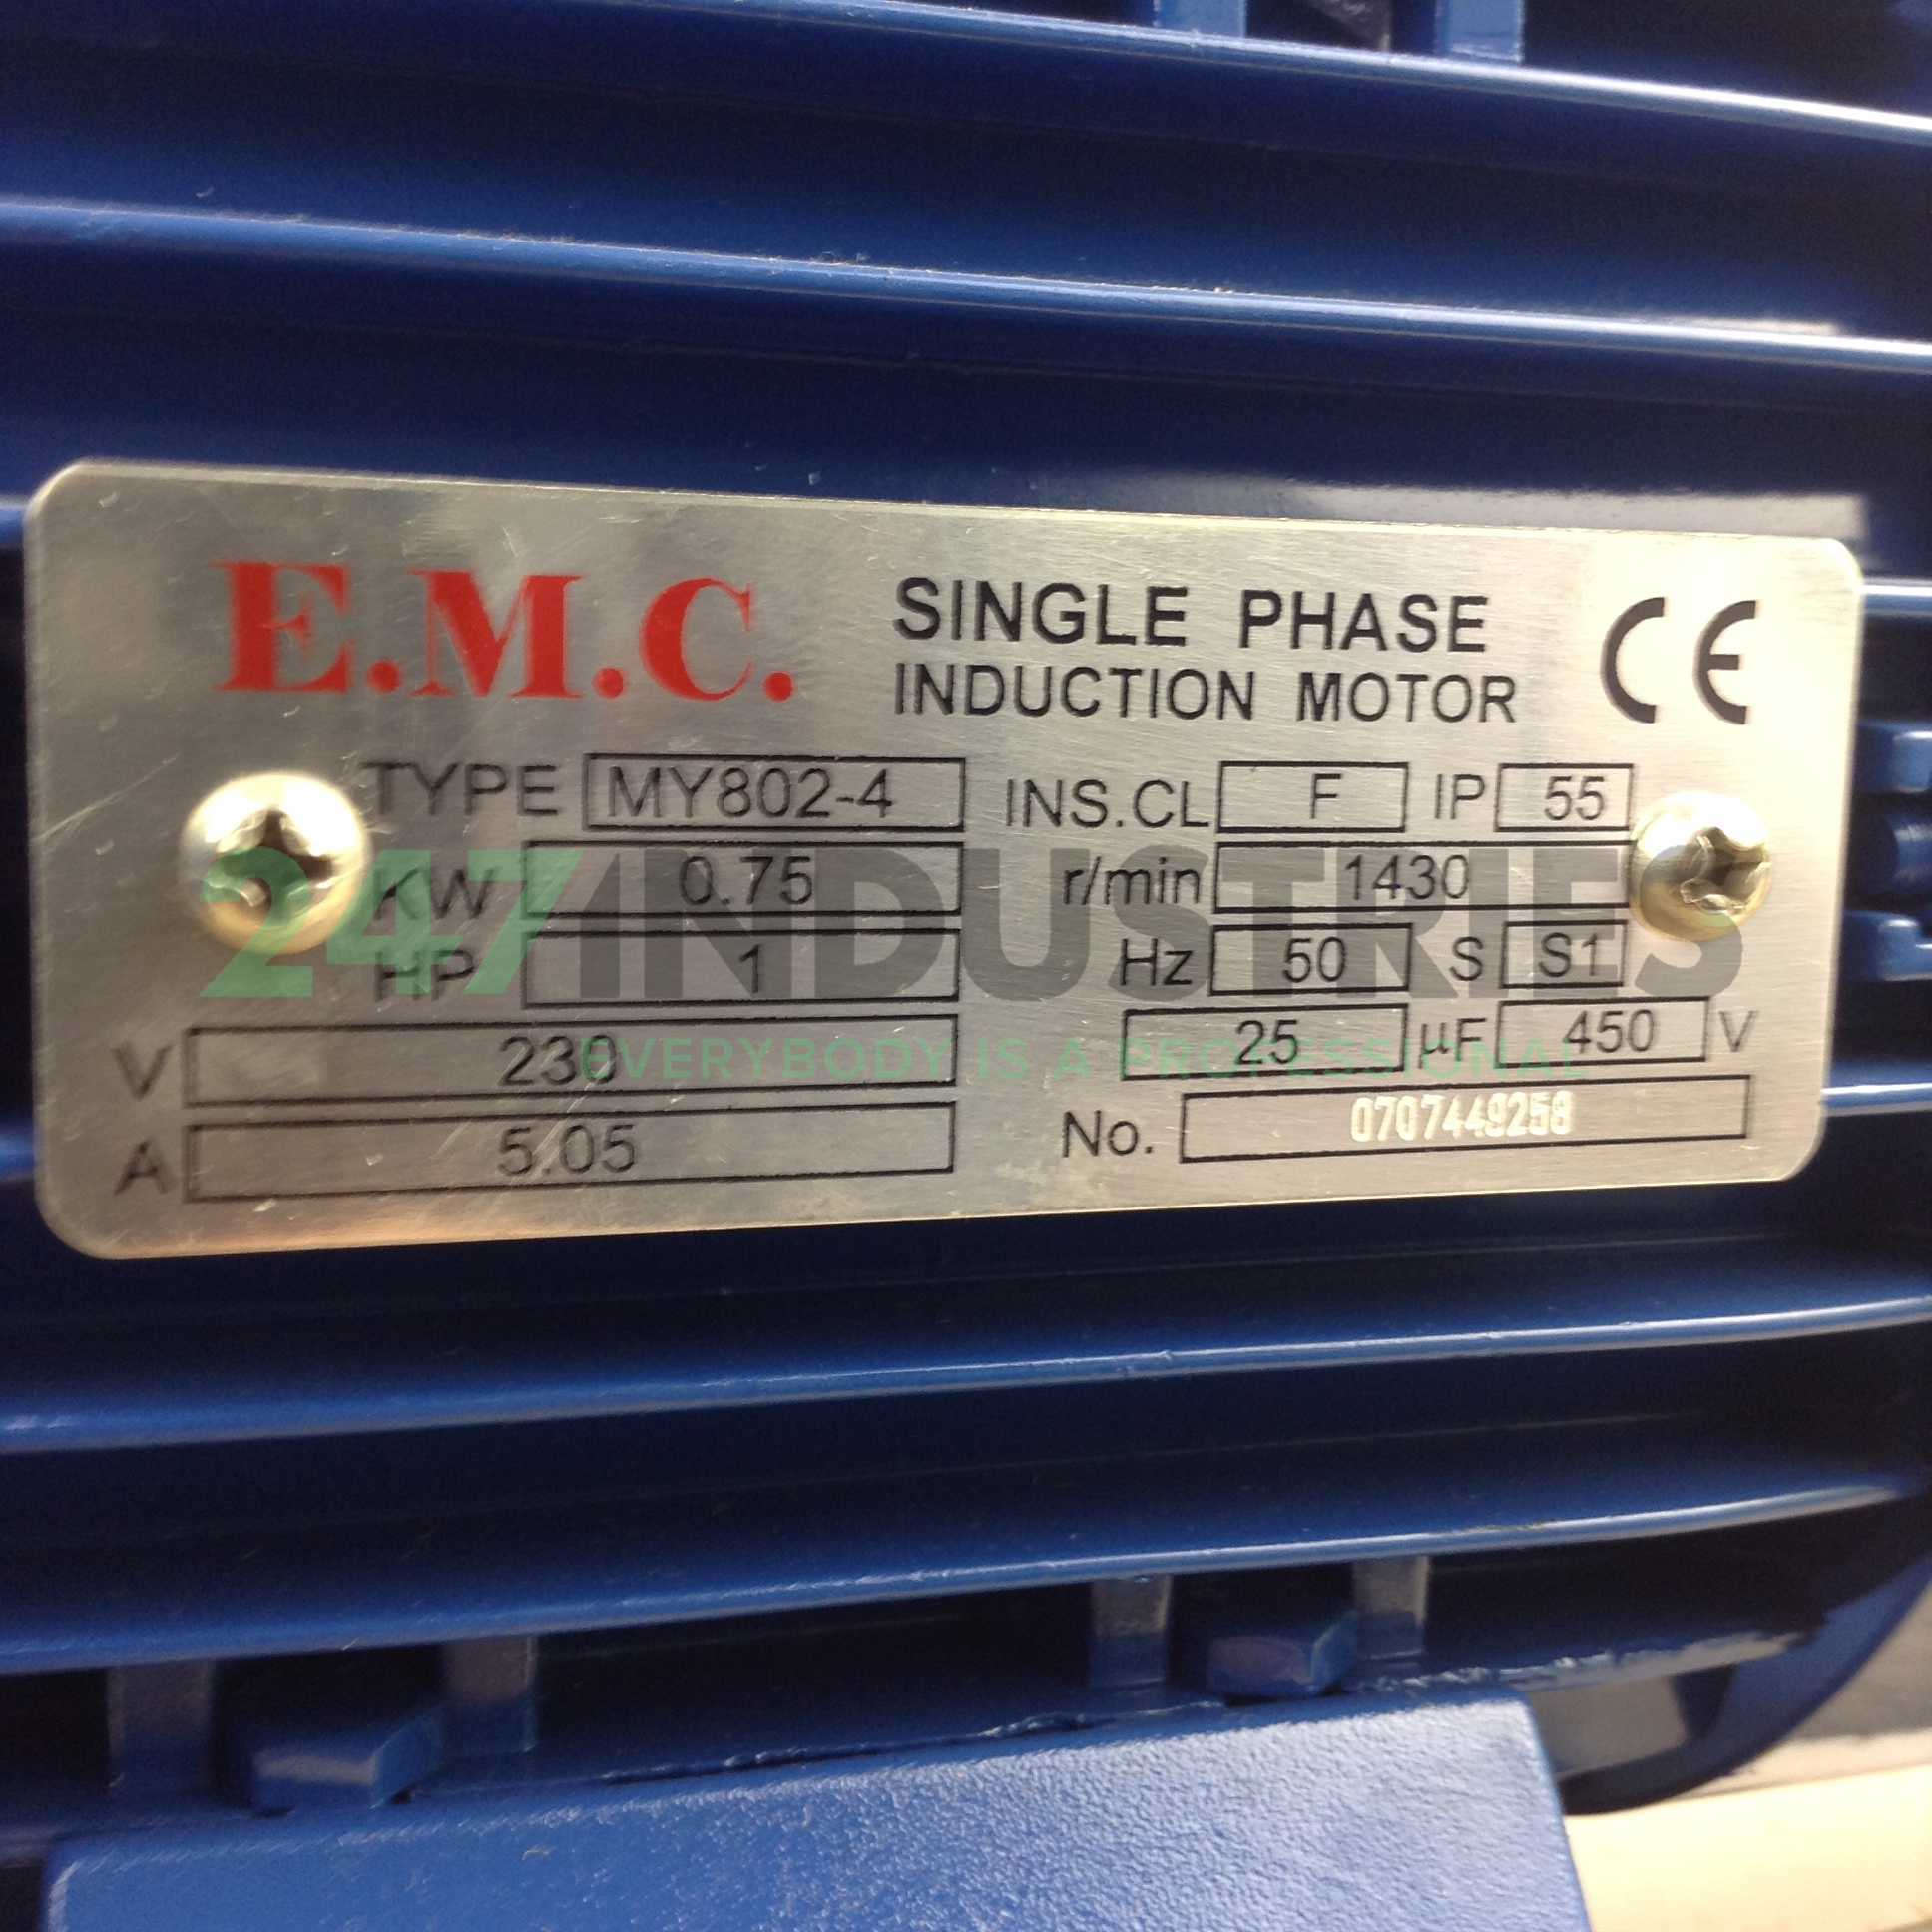 E.M.C. SINGLE PHASE CE
INDUCTION MOTOR
TYPE MY802-4 INS.CL F IP 55
KW 0.75 r/min 1430
247INDUSTRIES
HP 1 Hz 50 S S1
V 230 25 µF 450 V
EVERYBODY IS A PROFESSIONAL
A 5.05 No. 0707449258